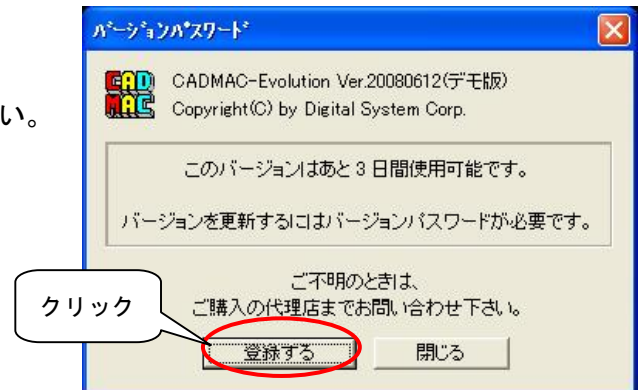 バージョンパスワード
CAD
MAC
CADMAC-Evolution Ver.20080612(デモ版)
Copyright(C) by Digital System Corp.
い。
このバージョンはあと 3 日間使用可能です。
バージョンを更新するにはバージョンパスワードが必要です。
ご不明のときは、
ご購入の代理店までお問い合わせ下さい。
クリック
登録する
閉じる